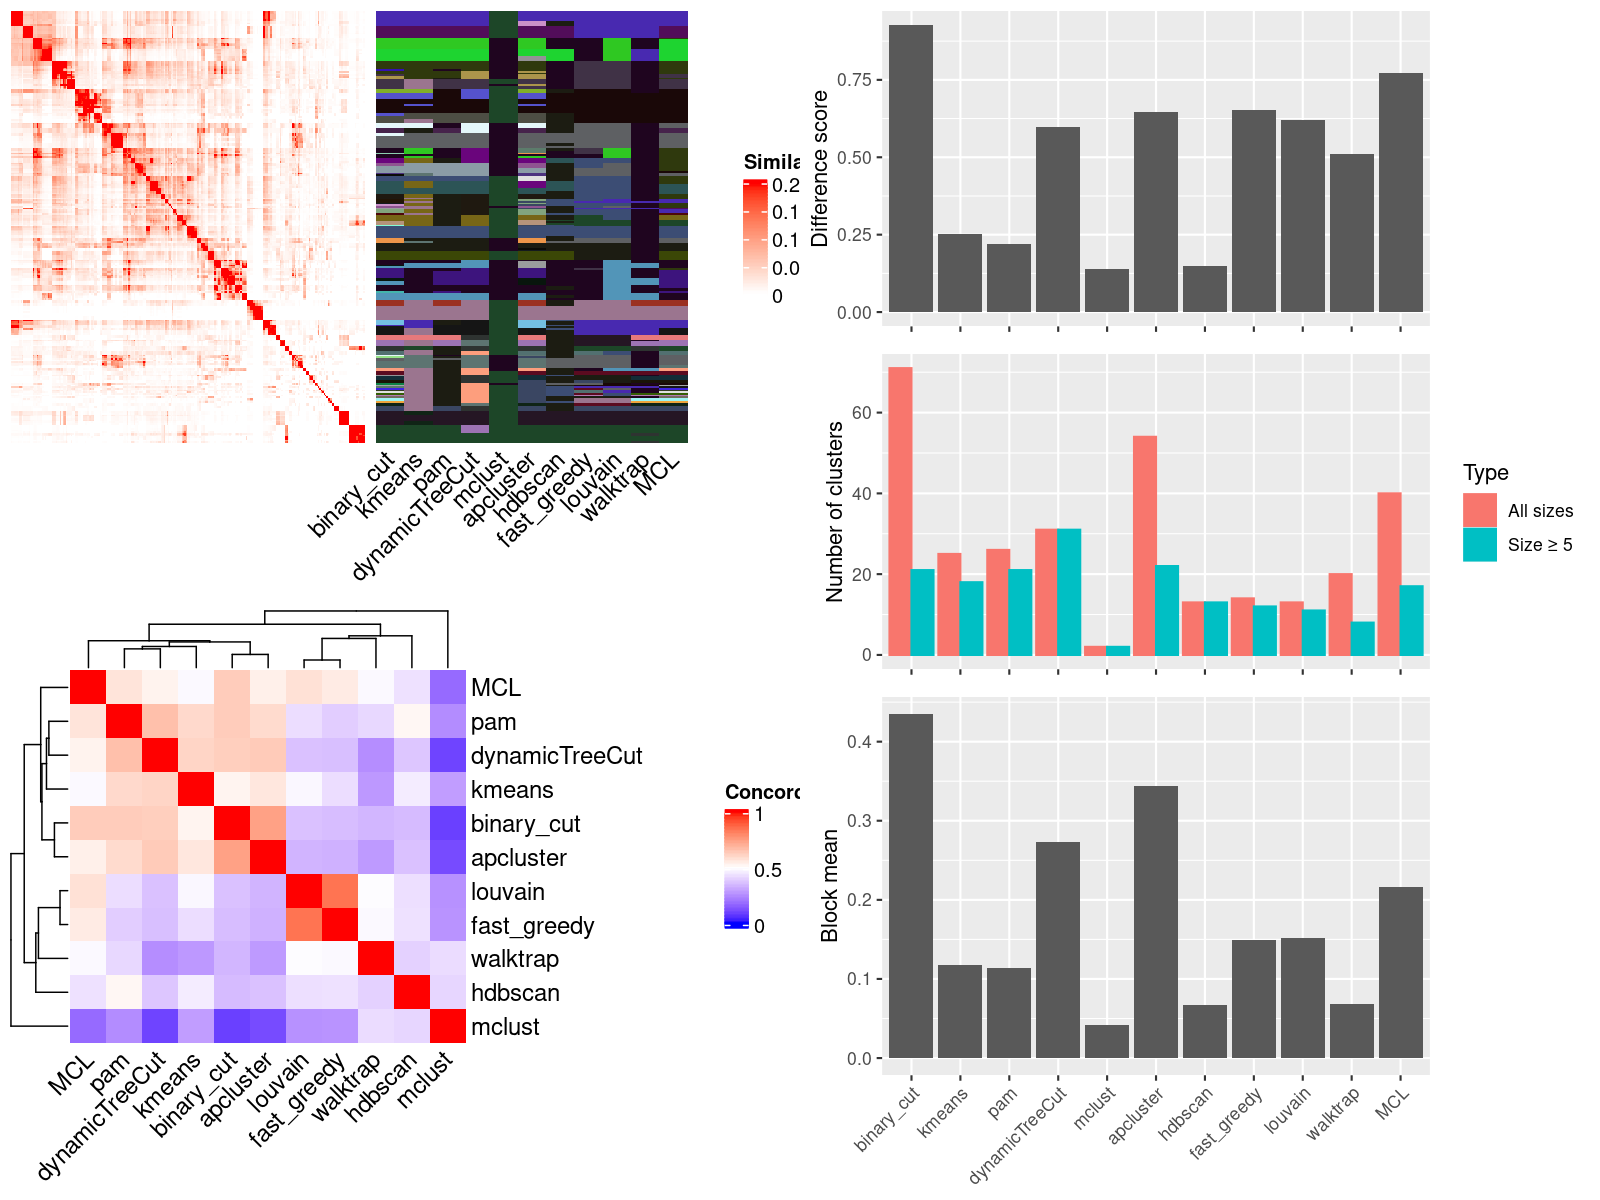 Simila
0.2
0.1
0.1
0.0
0
binary_cut
kmeans
pam
dynamicTreeCut
mclust
apcluster
hdbscan
fast_greedy
louvain
walktrap
MCL
MCL
pam
dynamicTreeCut
kmeans
binary_cut
apcluster
louvain
fast_greedy
walktrap
hdbscan
mclust
MCL
pam
dynamicTreeCut
kmeans
binary_cut
apcluster
louvain
fast_greedy
walktrap
hdbscan
mclust
Concord
1
0.5
0
Difference score
0.75
0.50
0.25
0.00
Number of clusters
60
40
20
0
Type
All sizes
Size ≥ 5
Block mean
0.4
0.3
0.2
0.1
0.0
binary_cut
kmeans
pam
dynamicTreeCut
mclust
apcluster
hdbscan
fast_greedy
louvain
walktrap
MCL